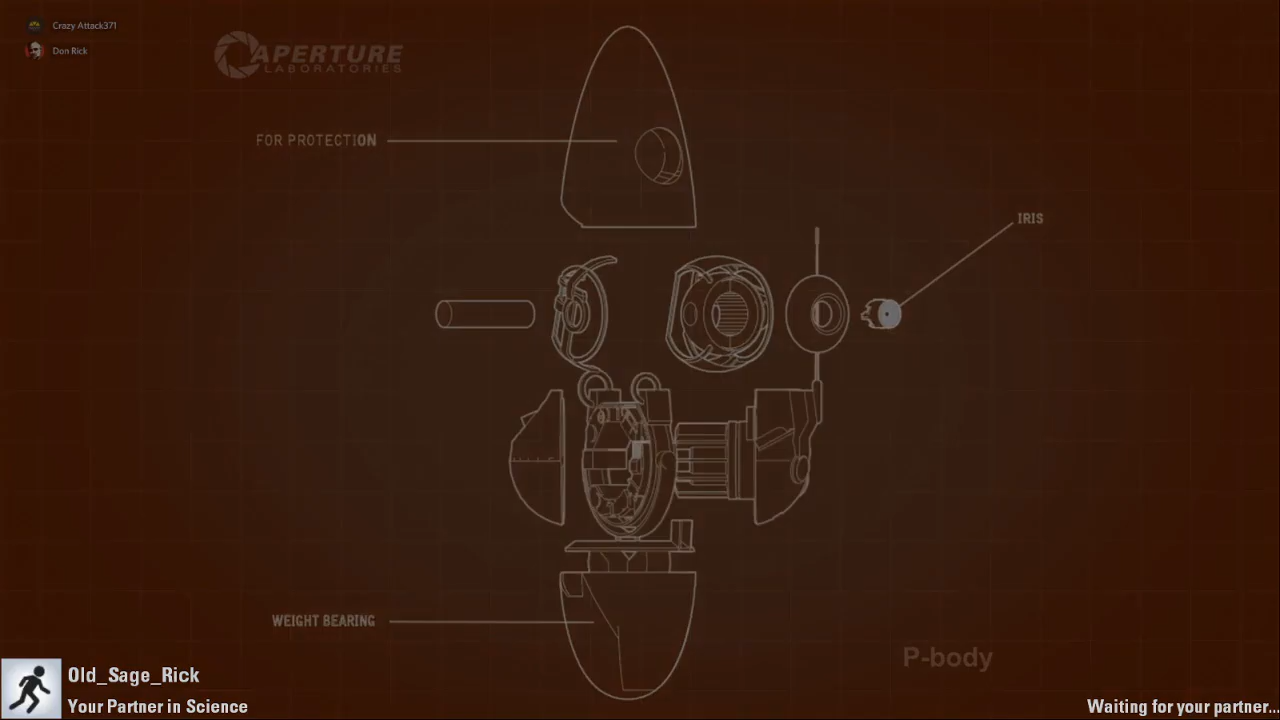 Crazy Attack371
Don Rick
APERTURE
LABORATORIES
FOR PROTECTION
IRIS
WEIGHT BEARING
P-body
Old_Sage_Rick
Your Partner in Science
Waiting for your partner...